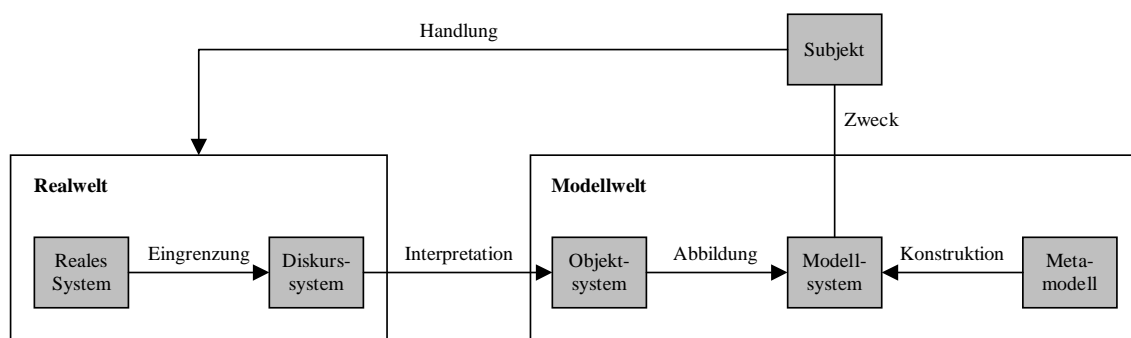 Handlung
Subjekt
Zweck
Realwelt
Modellwelt
Reales
System
Eingrenzung
Diskurs-
system
Interpretation
Objekt-
system
Abbildung
Modell-
system
Konstruktion
Meta-
modell